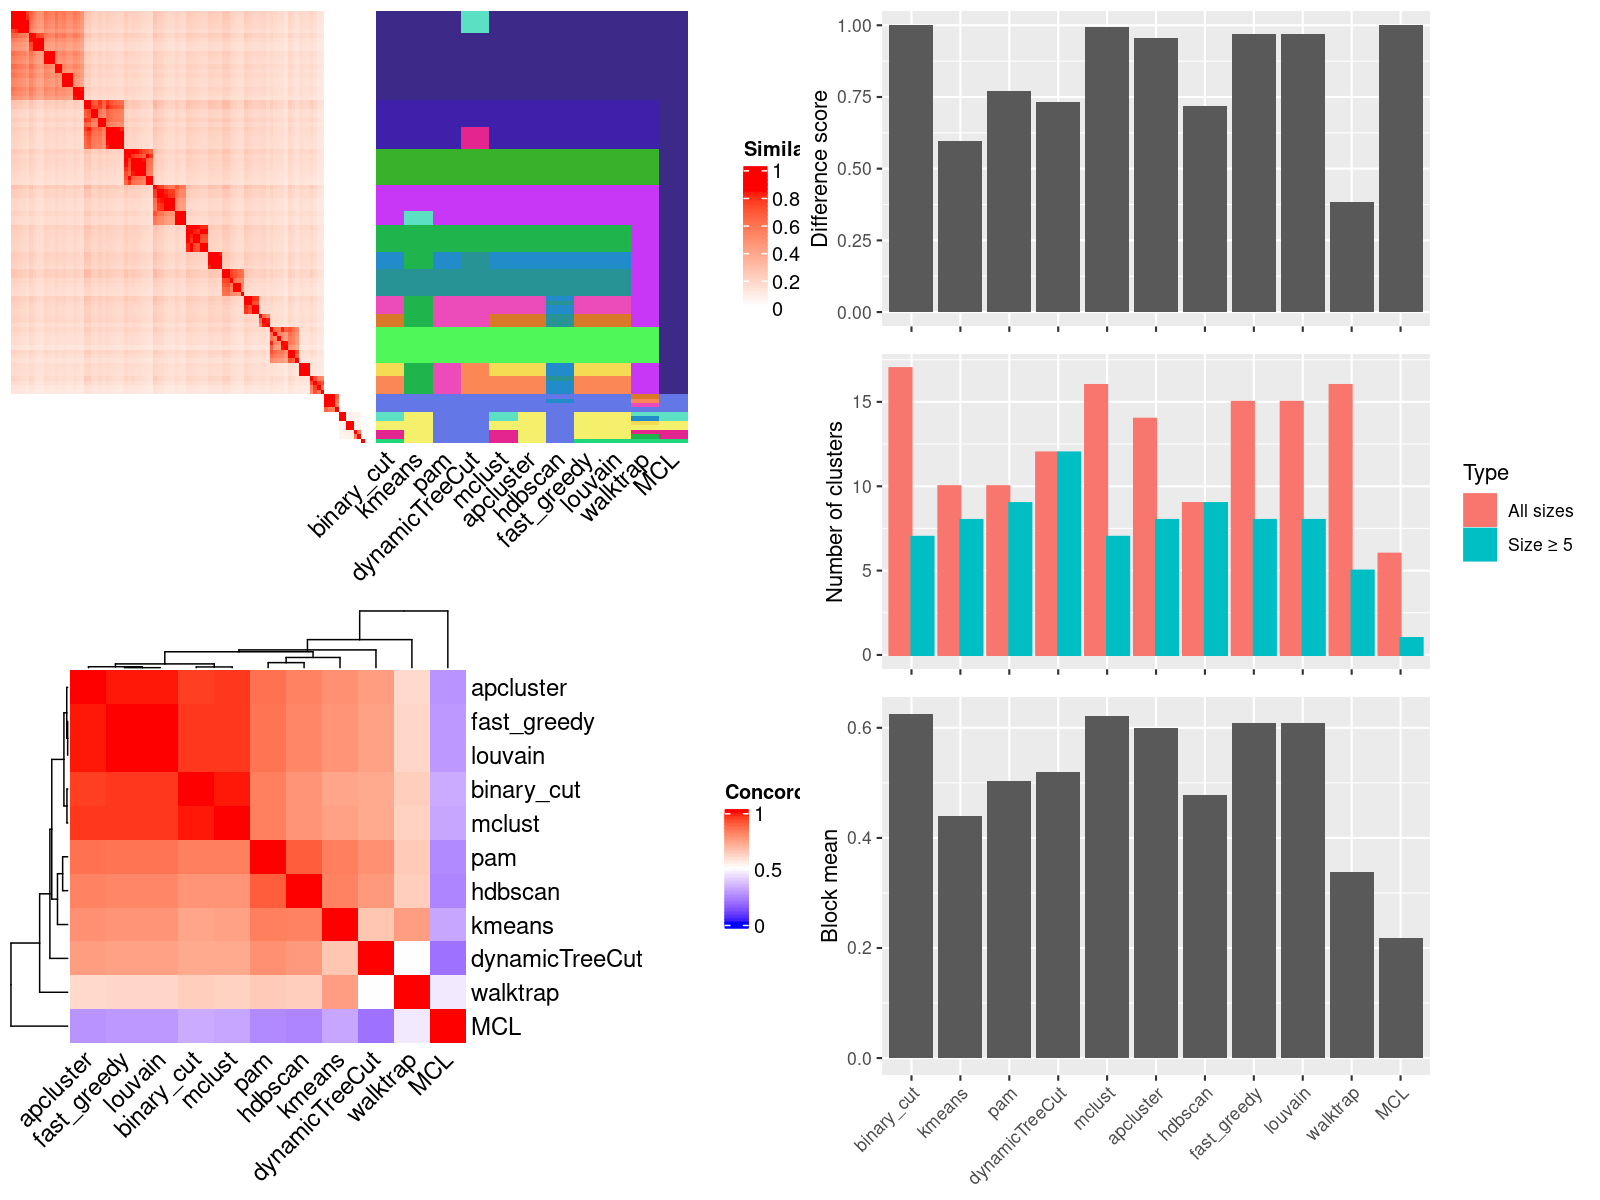 Simila
1
0.8
0.6
0.4
0.2
0
binary_cut
kmeans
pam
dynamicTreeCut
mclust
apcluster
hdbscan
fast_greedy
louvain
walktrap
MCL
apcluster
fast_greedy
louvain
binary_cut
mclust
pam
hdbscan
kmeans
dynamicTreeCut
walktrap
MCL
apcluster
fast_greedy
louvain
binary_cut
mclust
pam
hdbscan
kmeans
dynamicTreeCut
walktrap
MCL
Concord
1
0.5
0
Difference score
1.00
0.75
0.50
0.25
0.00
Number of clusters
15
10
5
0
Type
All sizes
Size ≥ 5
Block mean
0.6
0.4
0.2
0.0
binary_cut
kmeans
pam
dynamicTreeCut
mclust
apcluster
hdbscan
fast_greedy
louvain
walktrap
MCL